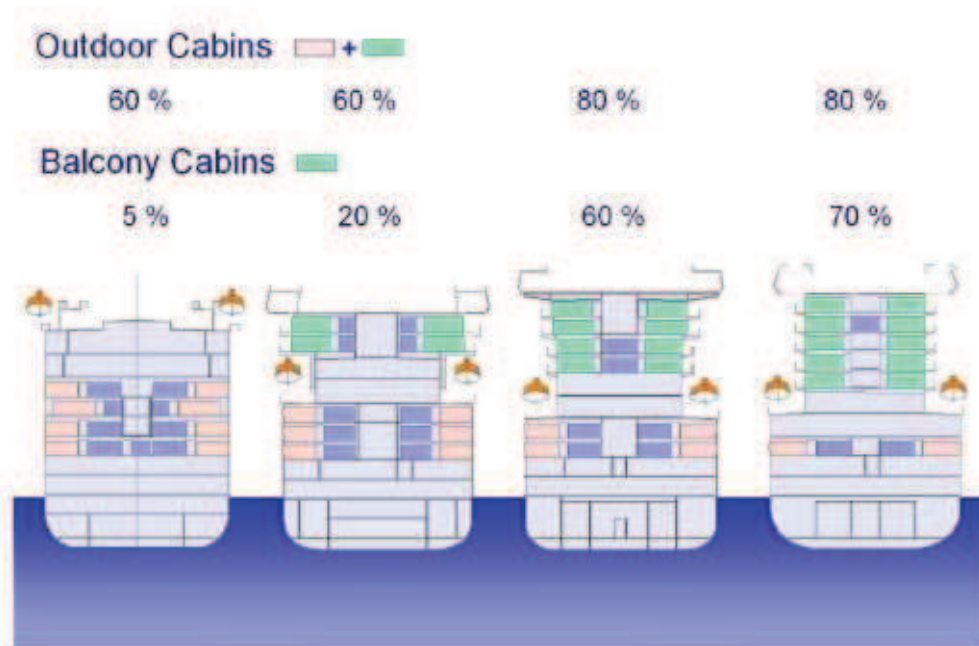 Outdoor Cabins +
60 % 60 % 80 % 80 %
Balcony Cabins
5 % 20 % 60 % 70 %